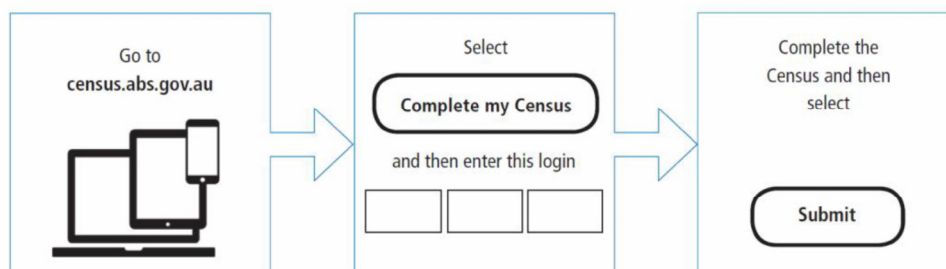 Go to
census.abs.gov.au
Select
Complete my Census
and then enter this login
Complete the
Census and then
select
Submit